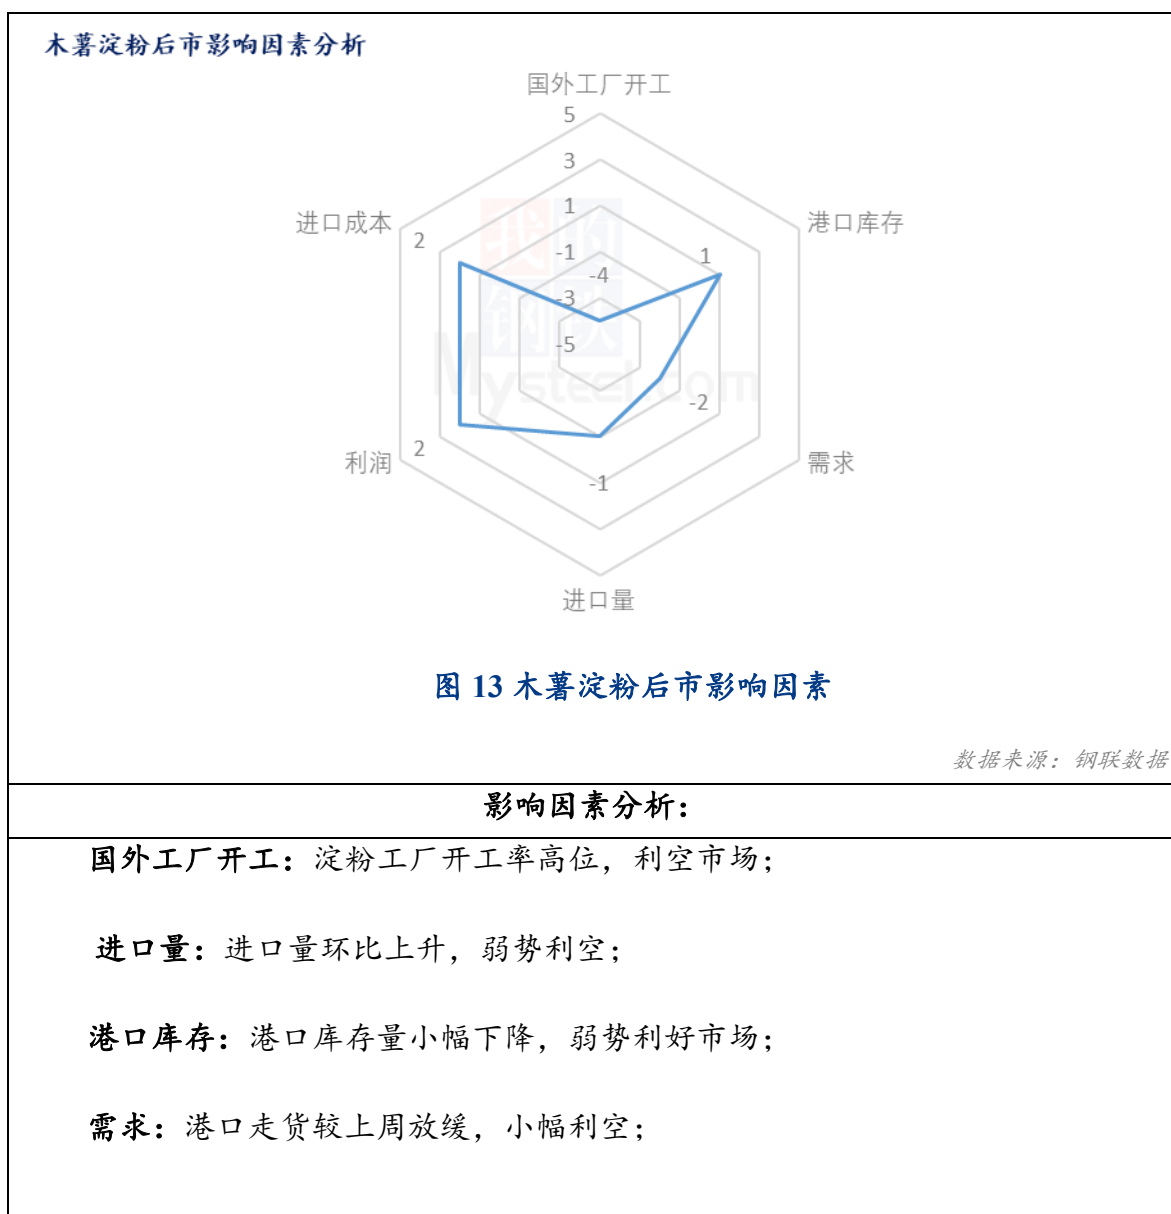 木薯淀粉后市影响因素分析
国外工厂开工
5
3
1
-1
-4
-3
-5
进口成本
2
港口库存
1
我的
钢铁
Mysteel.com
-2
利润
2
需求
-1
进口量
图 13 木薯淀粉后市影响因素
数据来源：钢联数据
影响因素分析：
国外工厂开工：淀粉工厂开工率高位，利空市场；
进口量：进口量环比上升，弱势利空；
港口库存：港口库存量小幅下降，弱势利好市场；
需求：港口走货较上周放缓，小幅利空；